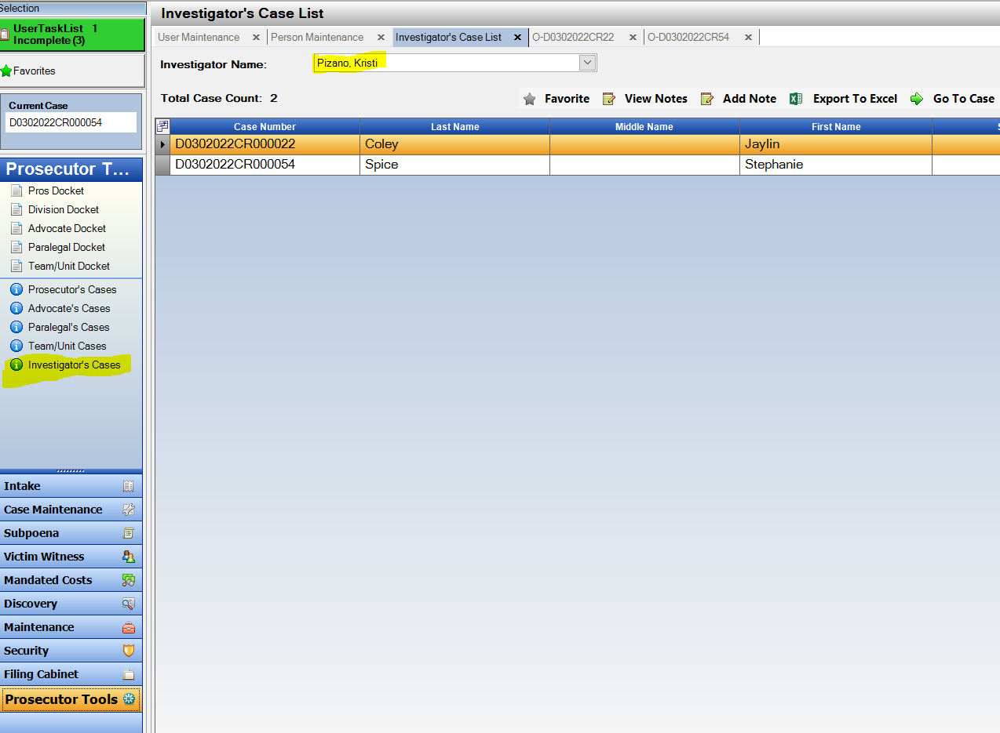 Selection
UserTaskList 1
Incomplete (3)
Favorites
Current Case
D0302022CR000054
Prosecutor T...
Pros Docket
Division Docket
Advocate Docket
Paralegal Docket
Team/Unit Docket
Prosecutor's Cases
Advocate's Cases
Paralegal's Cases
Team/Unit Cases
Investigator's Cases
Intake
Case Maintenance
Subpoena
Victim Witness
Mandated Costs
Discovery
Maintenance
Security
Filing Cabinet
Prosecutor Tools
Investigator's Case List
User Maintenance Person Maintenance Investigator's Case List O-D0302022CR22 O-D0302022CR54
Investigator Name: Pizano, Kristi
Total Case Count: 2 Favorite View Notes Add Note Export To Excel Go To Case
Case Number Last Name Middle Name First Name
D0302022CR000022 Coley Jaylin
D0302022CR000054 Spice Stephanie